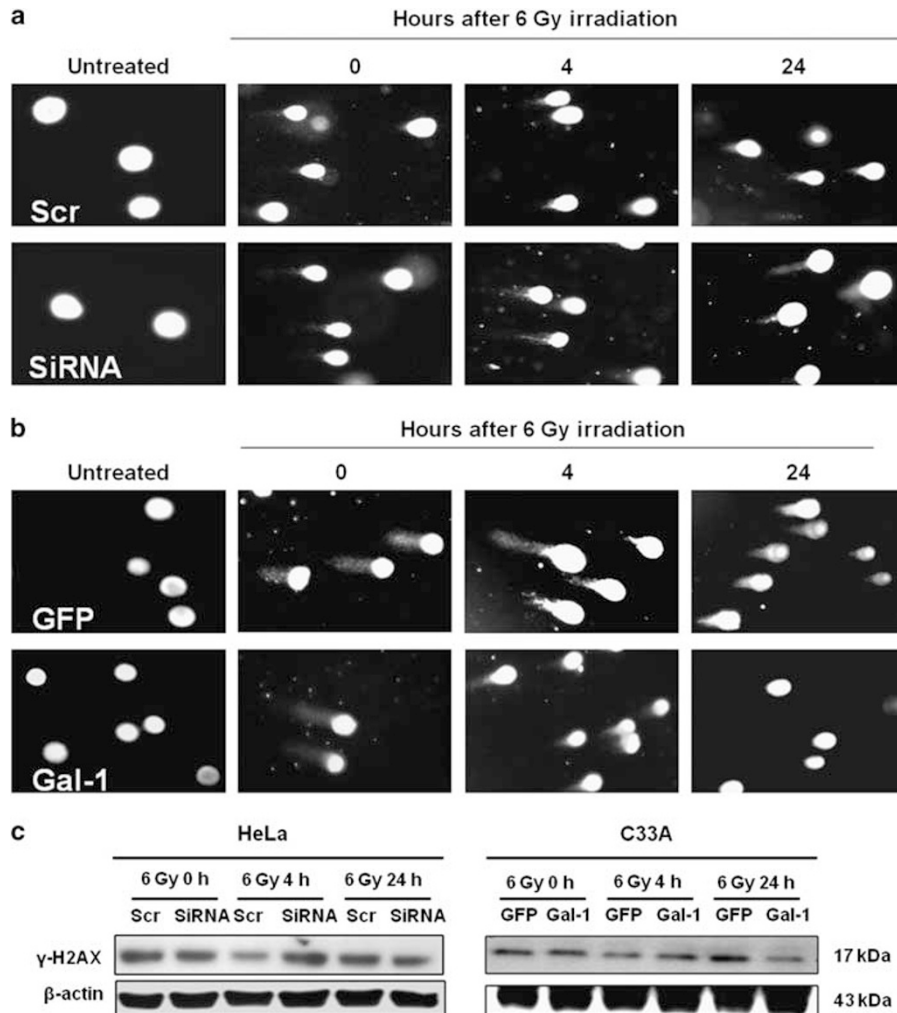 a
Hours after 6 Gy irradiation
Untreated 0 4 24
Scr
SiRNA
b
Hours after 6 Gy irradiation
Untreated 0 4 24
GFP
Gal-1
c
HeLa C33A
6 Gy 0 h 6 Gy 4 h 6 Gy 24 h 6 Gy 0 h 6 Gy 4 h 6 Gy 24 h
Scr SiRNA Scr SiRNA Scr SiRNA GFP Gal-1 GFP Gal-1 GFP Gal-1
γ-H2AX 17 kDa
β-actin 43 kDa